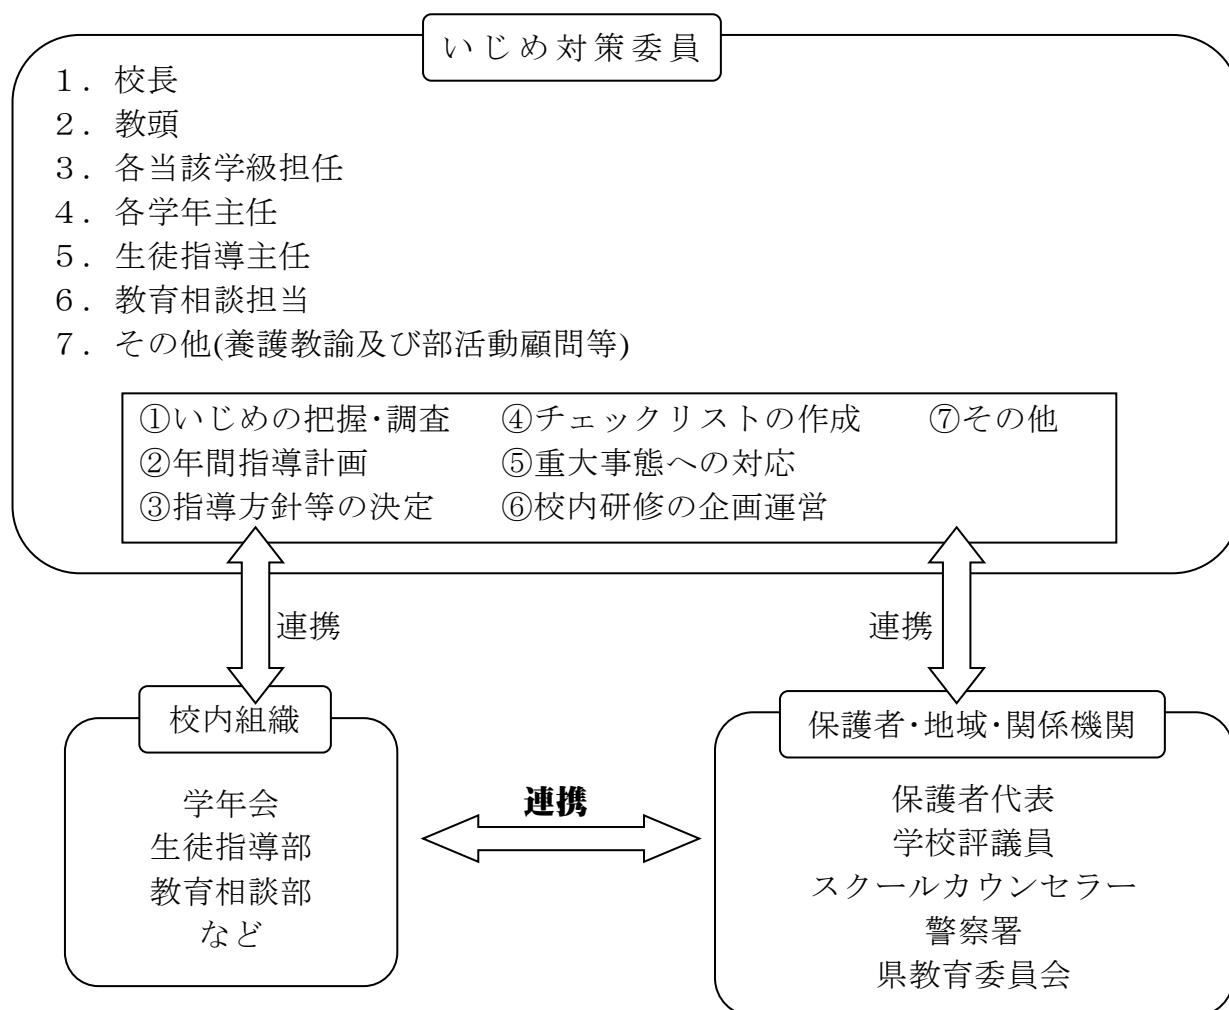 いじめ対策委員
１．校長
２．教頭
３．各当該学級担任
４．各学年主任
５．生徒指導主任
６．教育相談担当
７．その他(養護教諭及び部活動顧問等)
①いじめの把握･調査　④チェックリストの作成　⑦その他
②年間指導計画　⑤重大事態への対応
③指導方針等の決定　⑥校内研修の企画運営
連携　連携
校内組織
学年会
生徒指導部
教育相談部
など
連携
保護者･地域･関係機関
保護者代表
学校評議員
スクールカウンセラー
警察署
県教育委員会